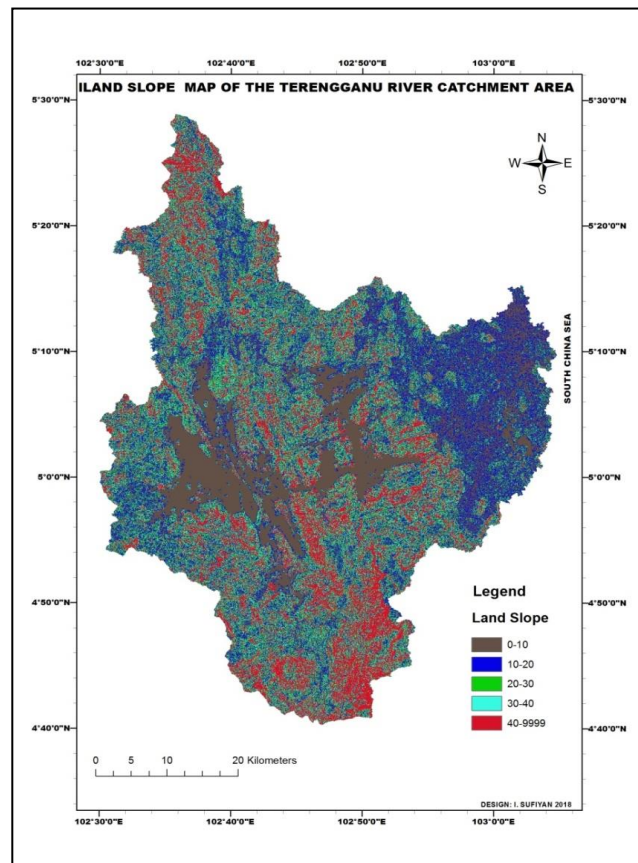 102°30'0"E 102°40'0"E 102°50'0"E 103°0'0"E
ILAND SLOPE MAP OF THE TERENGGANU RIVER CATCHMENT AREA
5°30'0"N 5°30'0"N
N
W E
S
5°20'0"N 5°20'0"N
5°10'0"N 5°10'0"N
SOUTH CHINA SEA
5°0'0"N 5°0'0"N
4°50'0"N 4°50'0"N
Legend
Land Slope
0-10
10-20
20-30
30-40
40-9999
4°40'0"N 4°40'0"N
0 5 10 20 Kilometers
DESIGN: I. SUFIYAN 2018
102°30'0"E 102°40'0"E 102°50'0"E 103°0'0"E